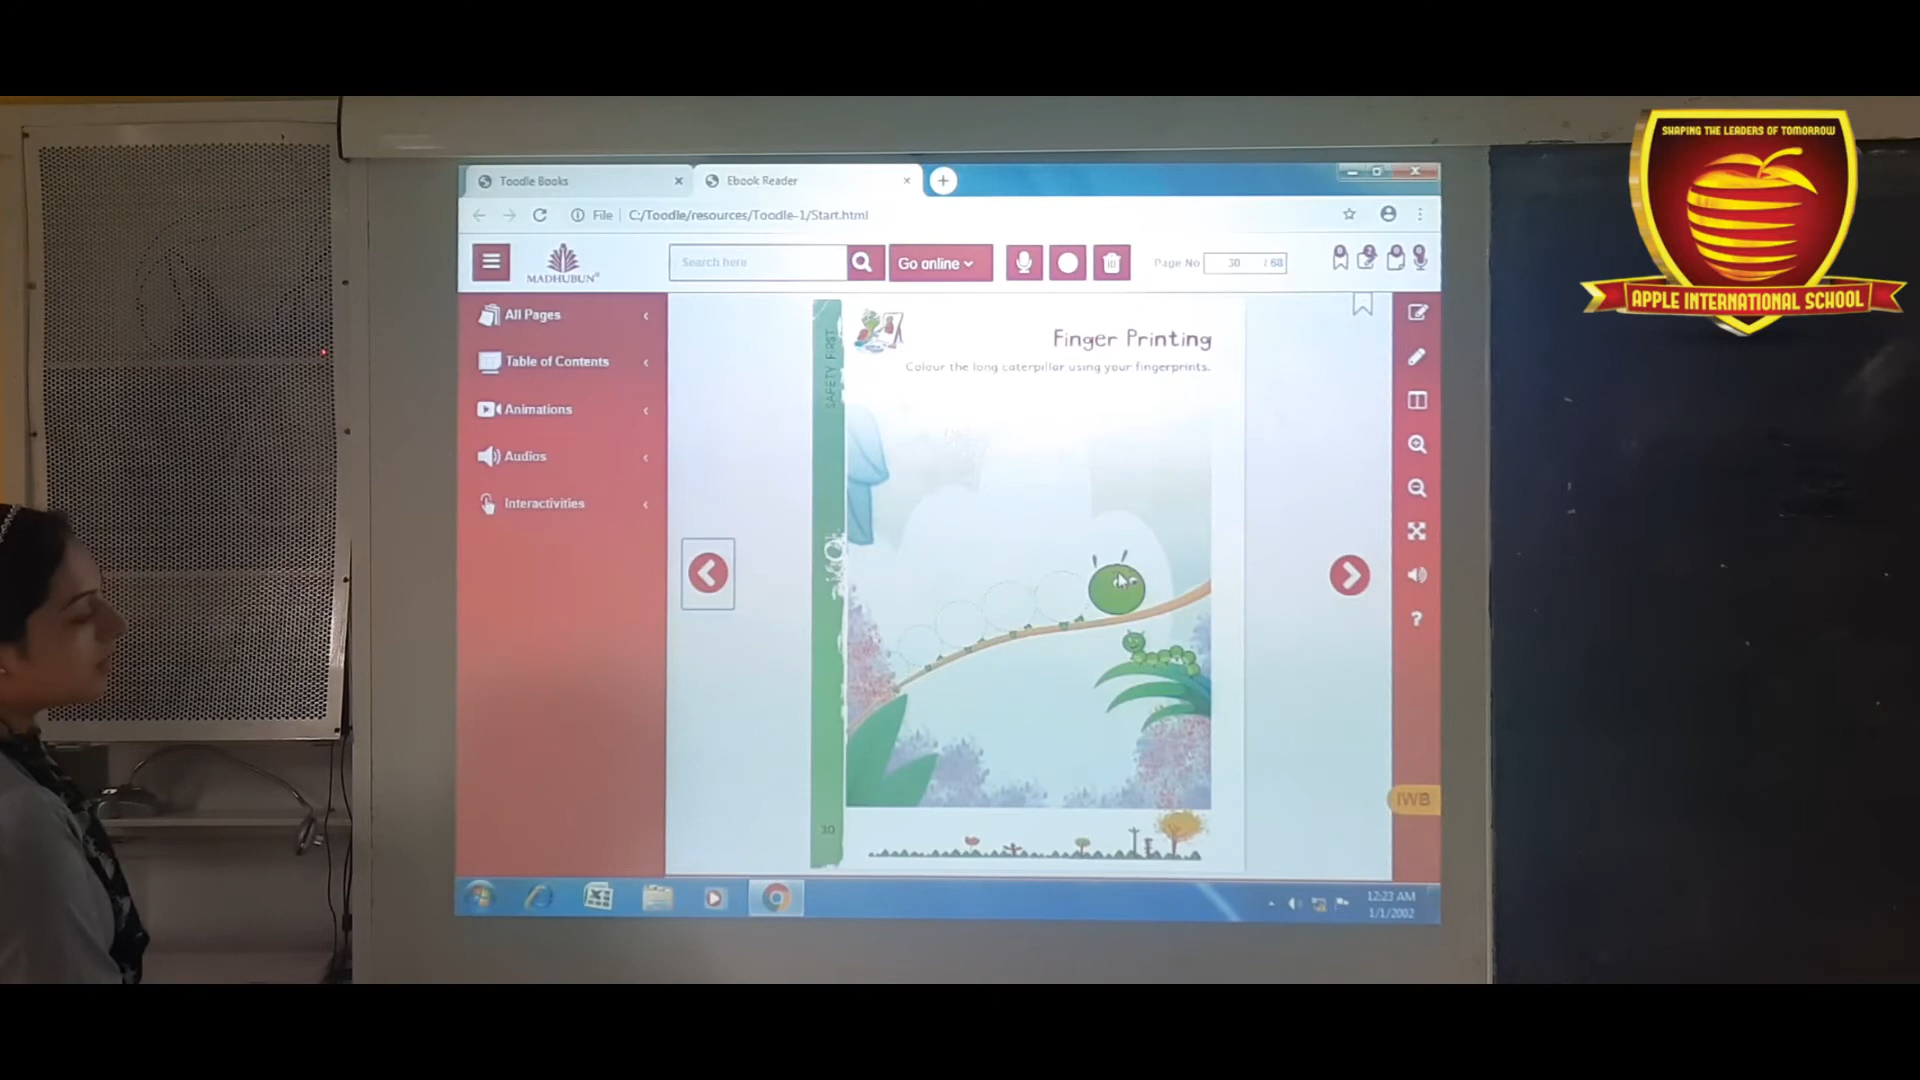 SHAPING THE LEADERS OF TOMORROW
APPLE INTERNATIONAL SCHOOL
Toodle Books
Ebook Reader
File
C:/Toodle/resources/Toodle-1/Start.html
MADHUBUN
Search here
Go online
Page No
30
/ 68
All Pages
Table of Contents
Animations
Audios
Interactivities
SAFETY FIRST
Finger Printing
Colour the long caterpillar using your fingerprints.
30
IWB
12:23 AM
1/1/2002